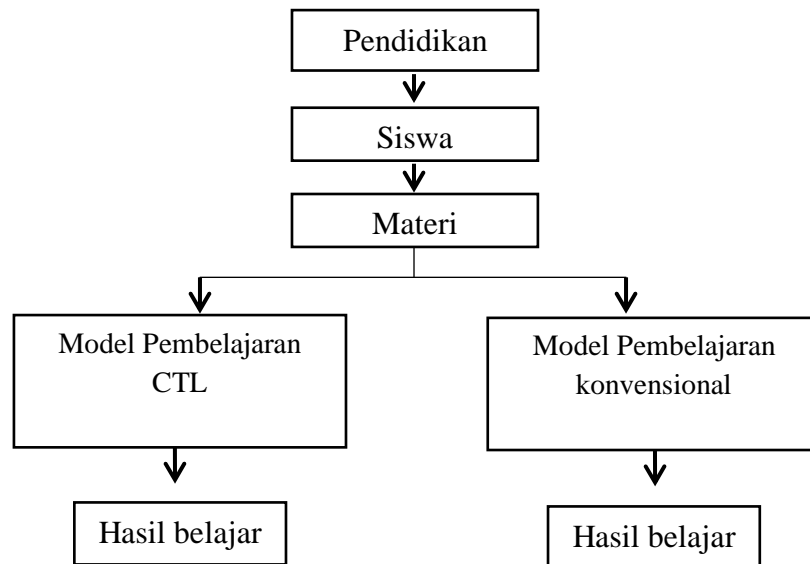 Pendidikan
Siswa
Materi
Model Pembelajaran
CTL
Model Pembelajaran
konvensional
Hasil belajar
Hasil belajar